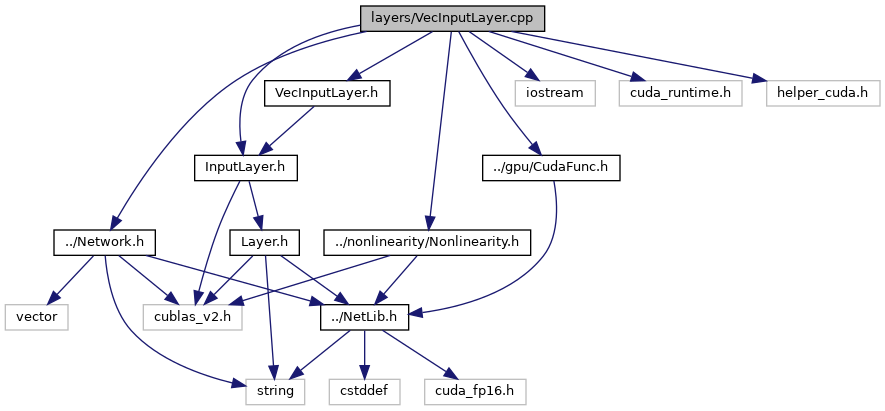 layers/VecInputLayer.cpp
VecInputLayer.h
iostream
cuda_runtime.h
helper_cuda.h
InputLayer.h
../gpu/CudaFunc.h
../Network.h
Layer.h
../nonlinearity/Nonlinearity.h
vector
cublas_v2.h
../NetLib.h
string
cstddef
cuda_fp16.h